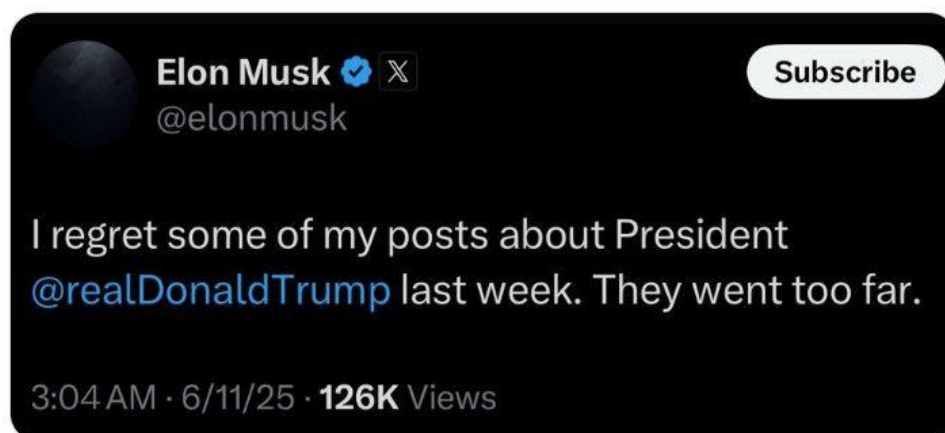 Elon Musk 𝕏
Subscribe
@elonmusk
I regret some of my posts about President
@realDonaldTrump last week. They went too far.
3:04 AM · 6/11/25 · 126K Views